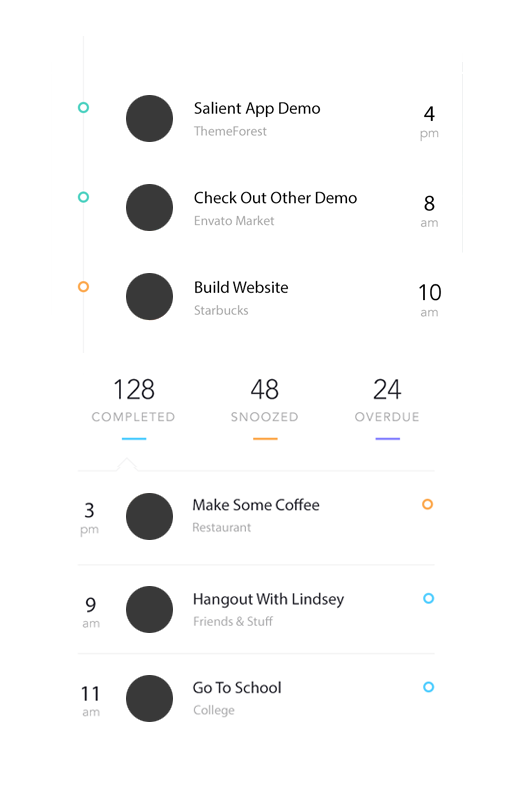 Salient App Demo
ThemeForest
4
pm
Check Out Other Demo
Envato Market
8
am
Build Website
Starbucks
10
am
128 48 24
COMPLETED SNOOZED OVERDUE
3
pm
Make Some Coffee
Restaurant
9
am
Hangout With Lindsey
Friends & Stuff
11
am
Go To School
College